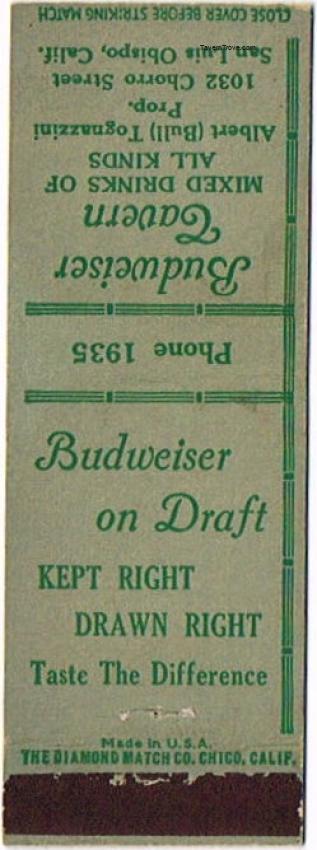 Budweiser
Tavern
MIXED DRINKS OF
ALL KINDS
Albert (Bull) Tognazzini
Prop.
1032 Chorro Street
San Luis Obispo, Calif.
TavernTrove.com
CLOSE COVER BEFORE STRIKING MATCH
Phone 1935
Budweiser
on Draft
KEPT RIGHT
DRAWN RIGHT
Taste The Difference
Made in U.S.A.
THE DIAMOND MATCH CO. CHICO, CALIF.